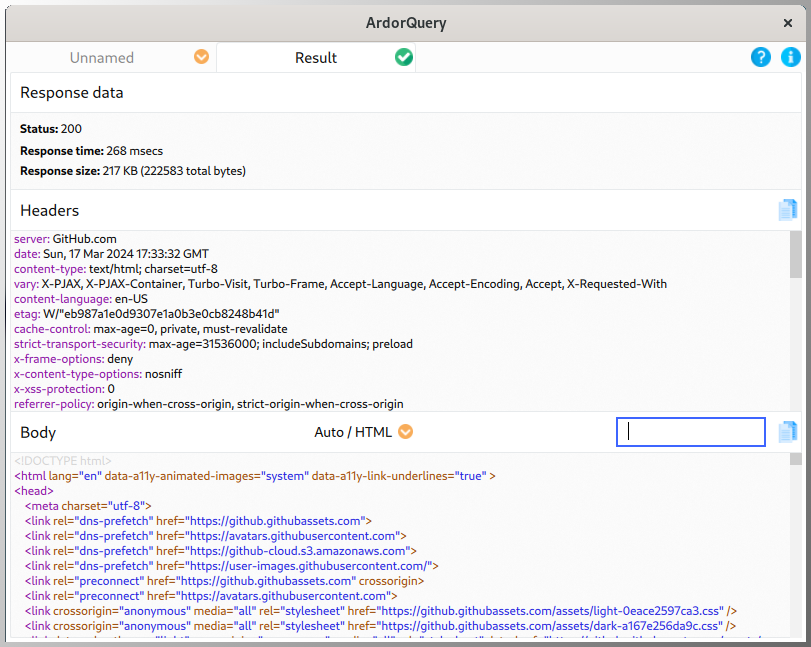 ArdorQuery
Unnamed
Result
Response data
Status: 200
Response time: 268 msecs
Response size: 217 KB (222583 total bytes)
Headers
server: GitHub.com
date: Sun, 17 Mar 2024 17:33:32 GMT
content-type: text/html; charset=utf-8
vary: X-PJAX, X-PJAX-Container, Turbo-Visit, Turbo-Frame, Accept-Language, Accept-Encoding, Accept, X-Requested-With
content-language: en-US
etag: W/"eb987a1e0d9307e1a0b3e0cb8248b41d"
cache-control: max-age=0, private, must-revalidate
strict-transport-security: max-age=31536000; includeSubdomains; preload
x-frame-options: deny
x-content-type-options: nosniff
x-xss-protection: 0
referrer-policy: origin-when-cross-origin, strict-origin-when-cross-origin
Body
Auto / HTML
<!DOCTYPE html>
<html lang="en" data-a11y-animated-images="system" data-a11y-link-underlines="true" >
<head>
<meta charset="utf-8">
<link rel="dns-prefetch" href="https://github.githubassets.com">
<link rel="dns-prefetch" href="https://avatars.githubusercontent.com">
<link rel="dns-prefetch" href="https://github-cloud.s3.amazonaws.com">
<link rel="dns-prefetch" href="https://user-images.githubusercontent.com/">
<link rel="preconnect" href="https://github.githubassets.com" crossorigin>
<link rel="preconnect" href="https://avatars.githubusercontent.com">
<link crossorigin="anonymous" media="all" rel="stylesheet" href="https://github.githubassets.com/assets/light-0eace2597ca3.css" />
<link crossorigin="anonymous" media="all" rel="stylesheet" href="https://github.githubassets.com/assets/dark-a167e256da9c.css" />